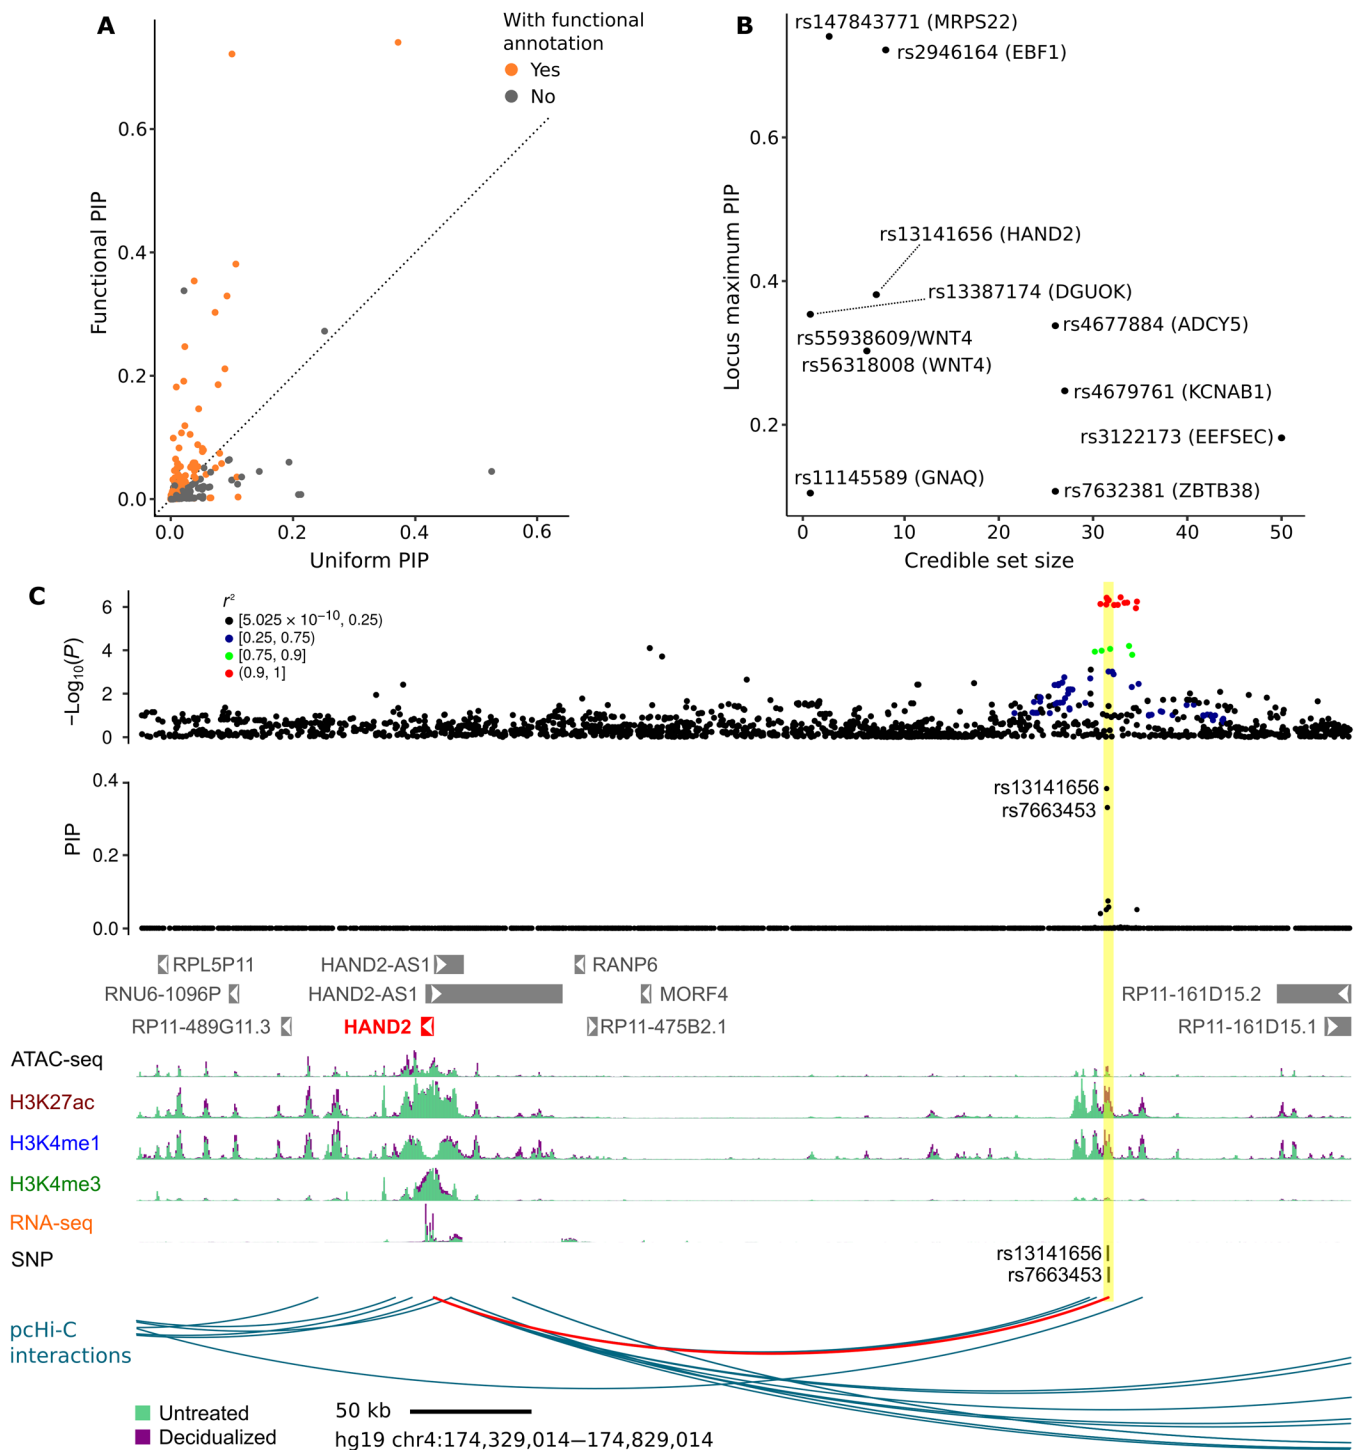 A
With functional
annotation
Yes
No
Functional PIP
0.6
0.4
0.2
0.0
0.0
0.2
0.4
0.6
Uniform PIP
B
rs147843771 (MRPS22)
rs2946164 (EBF1)
rs13141656 (HAND2)
rs13387174 (DGUOK)
rs4677884 (ADCY5)
rs55938609/WNT4
rs56318008 (WNT4)
rs4679761 (KCNAB1)
rs3122173 (EEFSEC)
rs11145589 (GNAQ)
rs7632381 (ZBTB38)
Locus maximum PIP
0.6
0.4
0.2
0
10
20
30
40
50
Credible set size
C
r²
[5.025 × 10⁻¹⁰, 0.25)
[0.25, 0.75)
[0.75, 0.9]
(0.9, 1]
−Log₁₀(P)
6
4
2
0
PIP
0.4
0.2
0.0
rs13141656
rs7663453
RPL5P11
HAND2-AS1
RANP6
RNU6-1096P
HAND2-AS1
MORF4
RP11-161D15.2
RP11-489G11.3
HAND2
RP11-475B2.1
RP11-161D15.1
ATAC-seq
H3K27ac
H3K4me1
H3K4me3
RNA-seq
SNP
rs13141656
rs7663453
pcHi-C
interactions
Untreated
Decidualized
50 kb
hg19 chr4:174,329,014—174,829,014